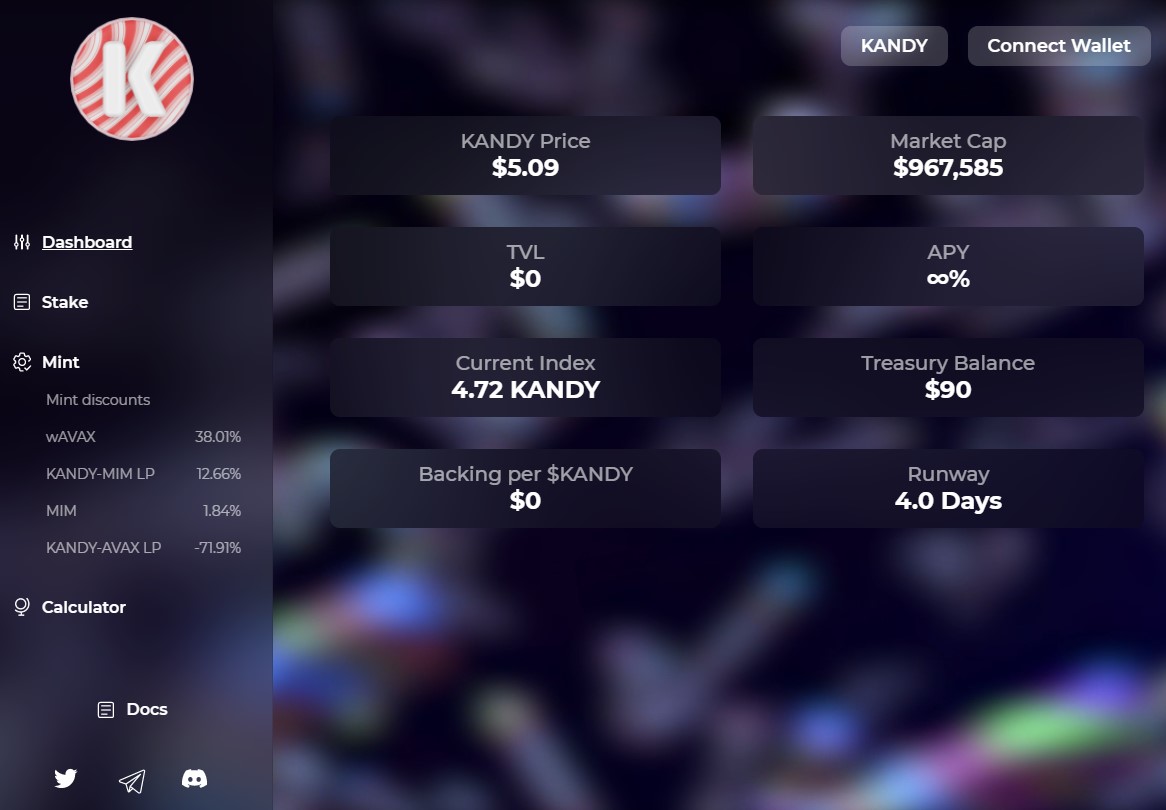 K
KANDY
Connect Wallet
Dashboard
Stake
Mint
Mint discounts
wAVAX 38.01%
KANDY-MIM LP 12.66%
MIM 1.84%
KANDY-AVAX LP -71.91%
Calculator
Docs
KANDY Price
$5.09
Market Cap
$967,585
TVL
$0
APY
∞%
Current Index
4.72 KANDY
Treasury Balance
$90
Backing per $KANDY
$0
Runway
4.0 Days